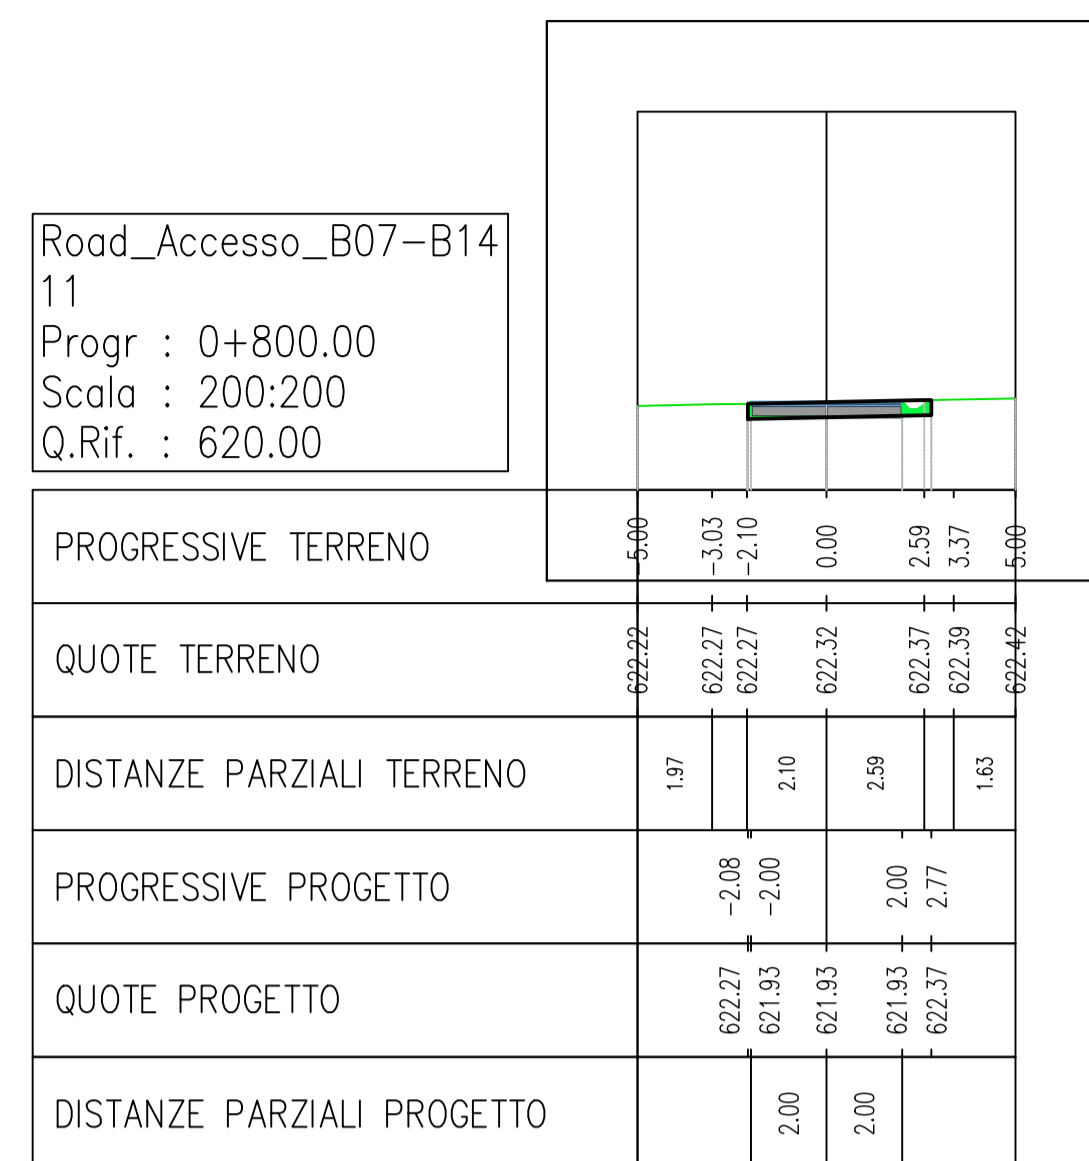 Road_Accesso_B07-B14
11
Progr : 0+800.00
Scala : 200:200
Q.Rif. : 620.00
PROGRESSIVE TERRENO -5.00 -3.03 -2.10 0.00 2.59 3.37 5.00
QUOTE TERRENO 622.22 622.27 622.27 622.32 622.37 622.39 622.42
DISTANZE PARZIALI TERRENO 1.97 2.10 2.59 1.63
PROGRESSIVE PROGETTO -2.08 -2.00 2.00 2.77
QUOTE PROGETTO 622.27 621.93 621.93 621.93 622.37
DISTANZE PARZIALI PROGETTO 2.00 2.00